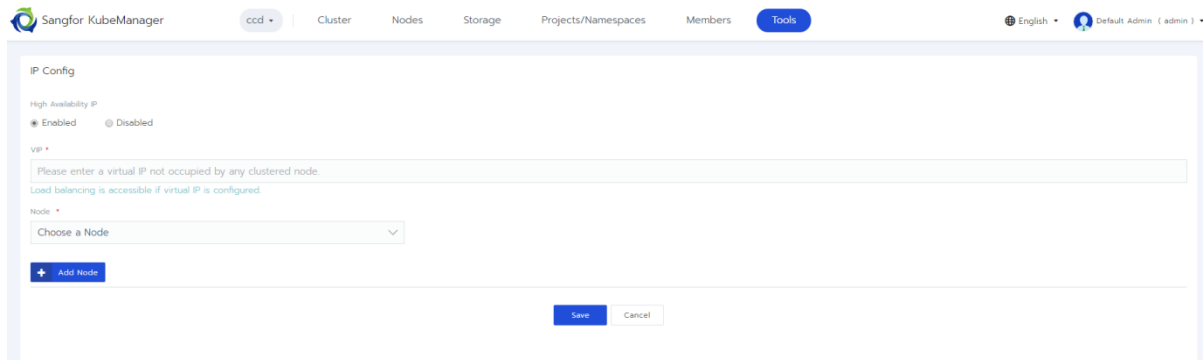 Sangfor KubeManager ccd Cluster Nodes Storage Projects/Namespaces Members Tools English Default Admin ( admin )
IP Config
High Availability IP
Enabled Disabled
VIP *
Please enter a virtual IP not occupied by any clustered node.
Load balancing is accessible if virtual IP is configured.
Node *
Choose a Node
+ Add Node
Save Cancel